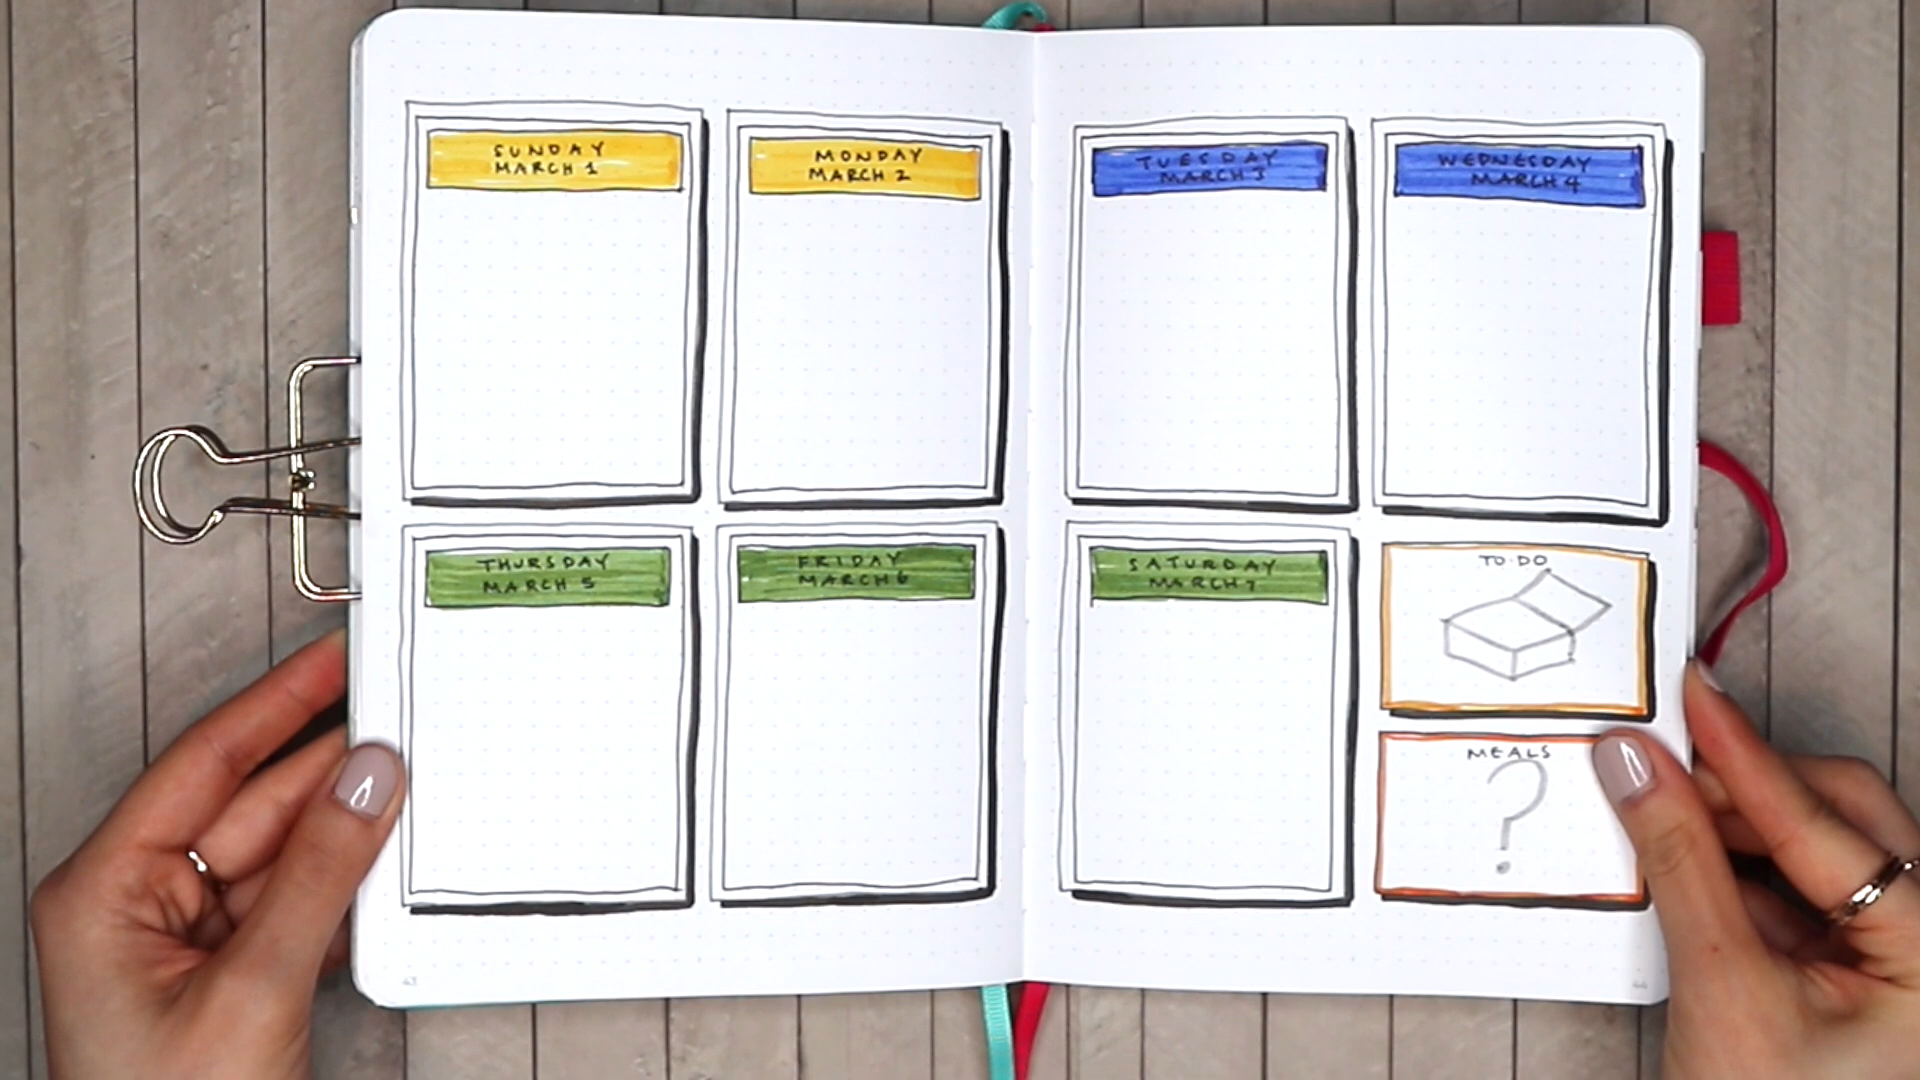 SUNDAY
MARCH 1
MONDAY
MARCH 2
TUESDAY
MARCH 3
WEDNESDAY
MARCH 4
THURSDAY
MARCH 5
FRIDAY
MARCH 6
SATURDAY
MARCH 7
TO·DO
MEALS
?